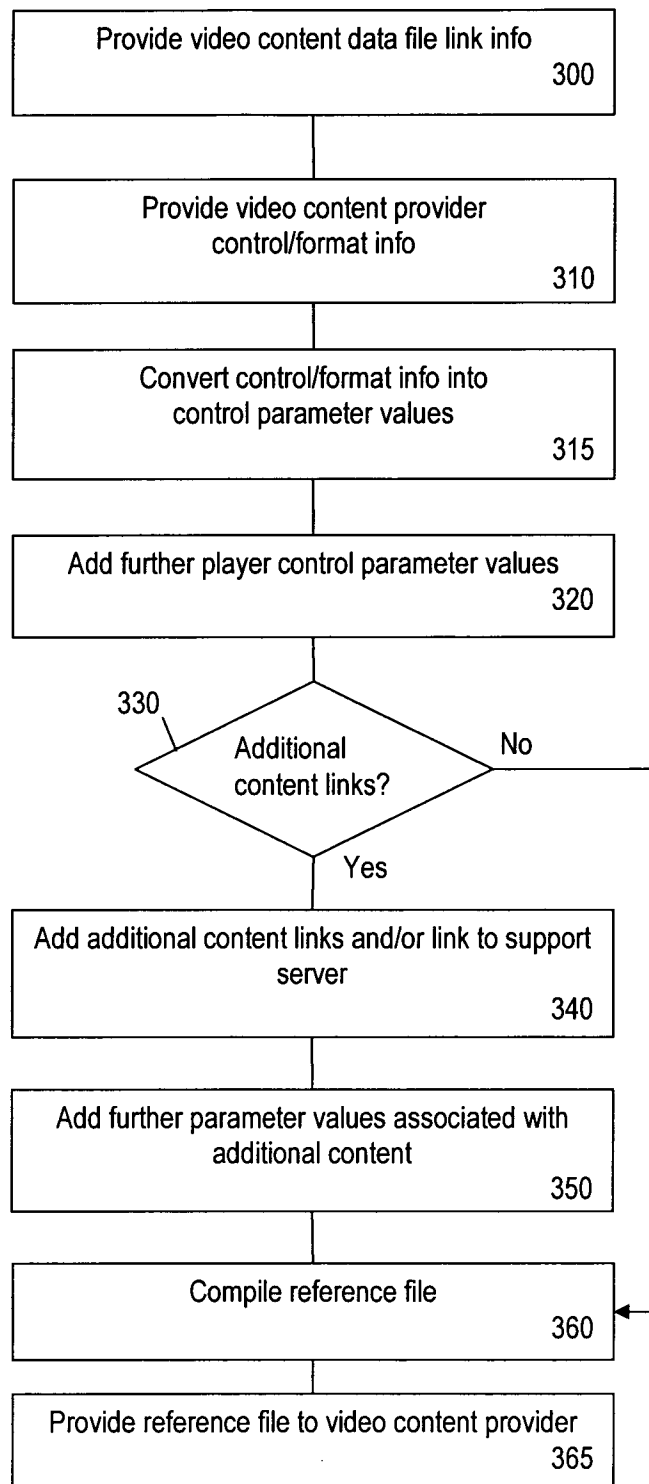 Provide video content data file link info
300
Provide video content provider
control/format info
310
Convert control/format info into
control parameter values
315
Add further player control parameter values
320
330
Additional
content links?
No
Yes
Add additional content links and/or link to support
server
340
Add further parameter values associated with
additional content
350
Compile reference file
360
Provide reference file to video content provider
365